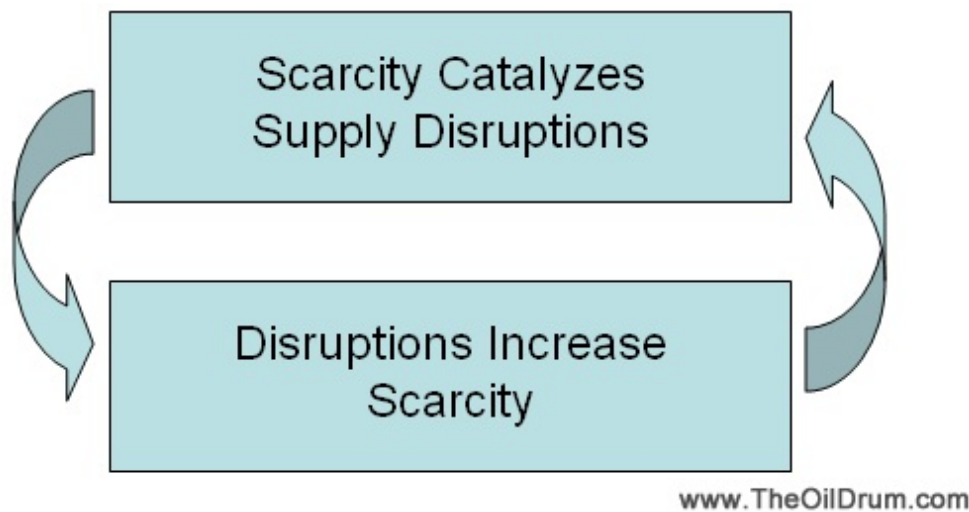 Scarcity Catalyzes
Supply Disruptions
Disruptions Increase
Scarcity
www.TheOilDrum.com